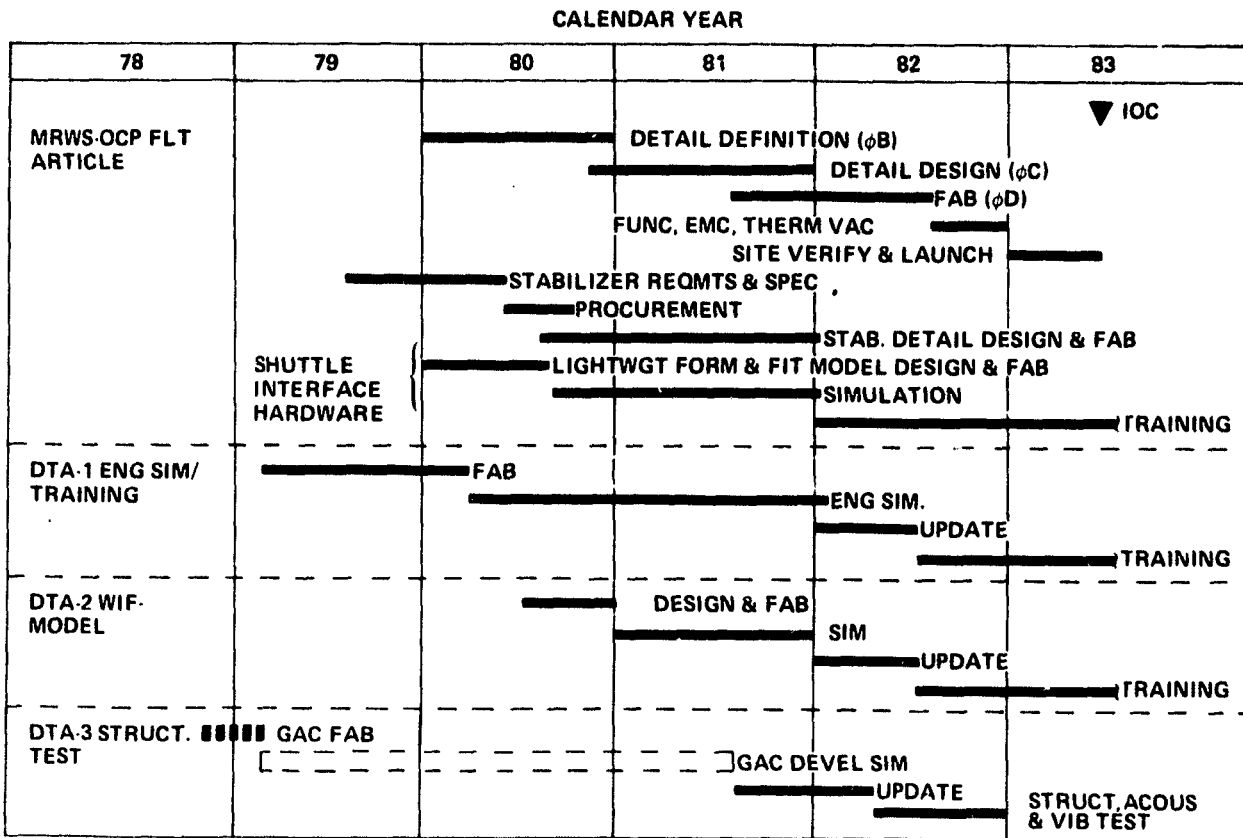 CALENDAR YEAR
78 79 80 81 82 83
IOC
MRWS-OCP FLT
ARTICLE
DETAIL DEFINITION (φB)
DETAIL DESIGN (φC)
FAB (φD)
FUNC, EMC, THERM VAC
SITE VERIFY & LAUNCH
STABILIZER REQMTS & SPEC
PROCUREMENT
STAB. DETAIL DESIGN & FAB
SHUTTLE
INTERFACE
HARDWARE
LIGHTWGT FORM & FIT MODEL DESIGN & FAB
SIMULATION
TRAINING
DTA-1 ENG SIM/
TRAINING
FAB
ENG SIM.
UPDATE
TRAINING
DTA-2 WIF-
MODEL
DESIGN & FAB
SIM
UPDATE
TRAINING
DTA-3 STRUCT.
TEST
GAC FAB
GAC DEVEL SIM
UPDATE
STRUCT, ACOUS
& VIB TEST